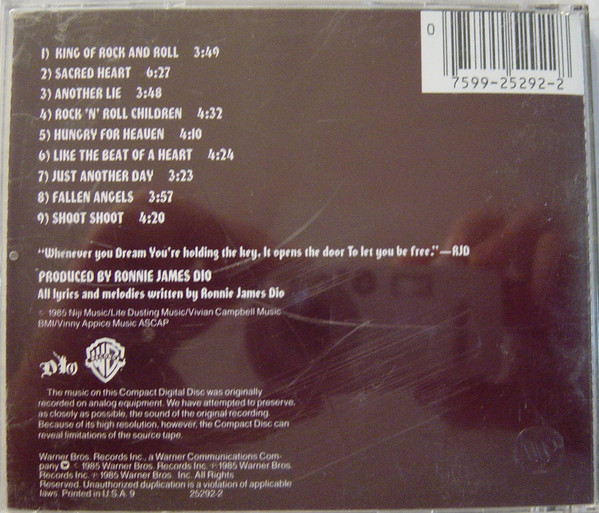 0
7599-25292-2
1) KING OF ROCK AND ROLL 3:49
2) SACRED HEART 6:27
3) ANOTHER LIE 3:48
4) ROCK 'N' ROLL CHILDREN 4:32
5) HUNGRY FOR HEAVEN 4:10
6) LIKE THE BEAT OF A HEART 4:24
7) JUST ANOTHER DAY 3:23
8) FALLEN ANGELS 3:57
9) SHOOT SHOOT 4:20
"Whenever you Dream You're holding the key, It opens the door To let you be free."—RJD
PRODUCED BY RONNIE JAMES DIO
All lyrics and melodies written by Ronnie James Dio
© 1985 Niji Music/Lite Dusting Music/Vivian Campbell Music
BMI/Vinny Appice Music ASCAP
Dio
The music on this Compact Digital Disc was originally
recorded on analog equipment. We have attempted to preserve,
as closely as possible, the sound of the original recording.
Because of its high resolution, however, the Compact Disc can
reveal limitations of the source tape.
Warner Bros. Records Inc., a Warner Communications Com-
pany © 1985 Warner Bros. Records Inc. ℗ 1985 Warner Bros.
Records Inc. ℗ 1985 Warner Bros. Inc. All Rights
Reserved. Unauthorized duplication is a violation of applicable
laws. Printed in U.S.A. 9 25292-2